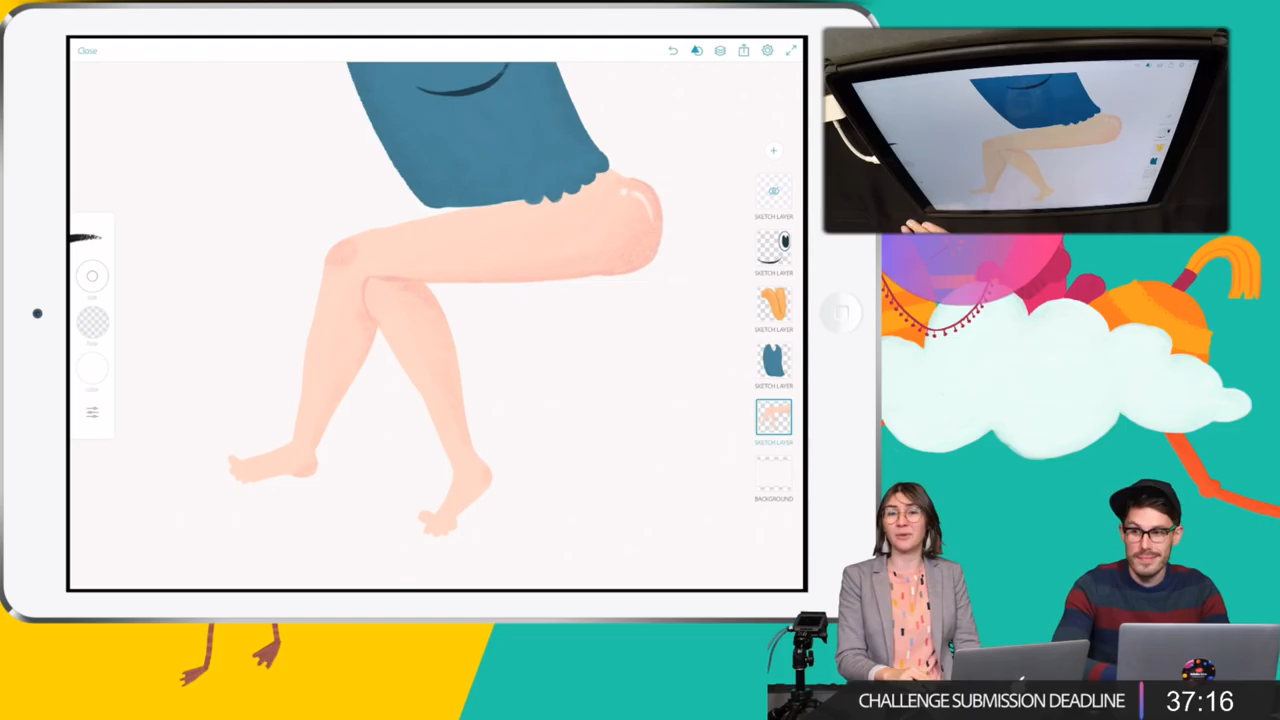 Close
SKETCH LAYER
SKETCH LAYER
SKETCH LAYER
SKETCH LAYER
SKETCH LAYER
BACKGROUND
CHALLENGE SUBMISSION DEADLINE
37:16